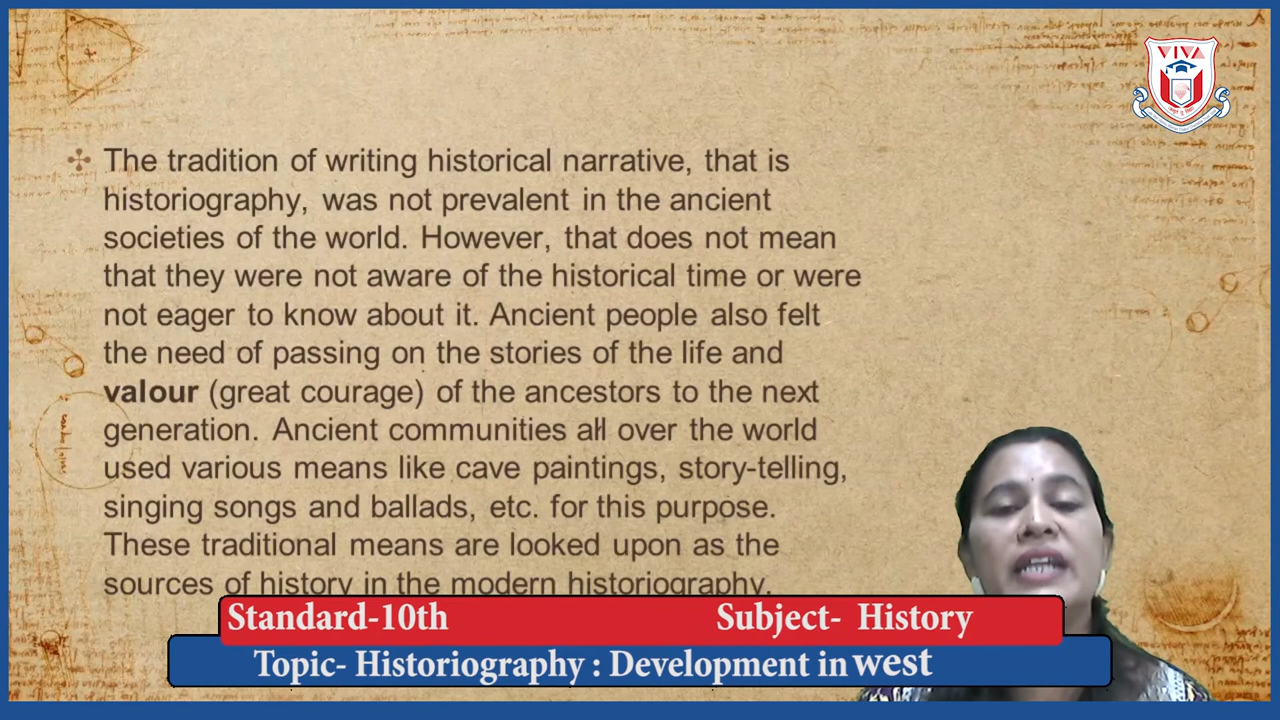 VIVA
The tradition of writing historical narrative, that is
historiography, was not prevalent in the ancient
societies of the world. However, that does not mean
that they were not aware of the historical time or were
not eager to know about it. Ancient people also felt
the need of passing on the stories of the life and
valour (great courage) of the ancestors to the next
generation. Ancient communities all over the world
used various means like cave paintings, story-telling,
singing songs and ballads, etc. for this purpose.
These traditional means are looked upon as the
sources of history in the modern historiography.
Standard-10th Subject- History
Topic- Historiography : Development in west